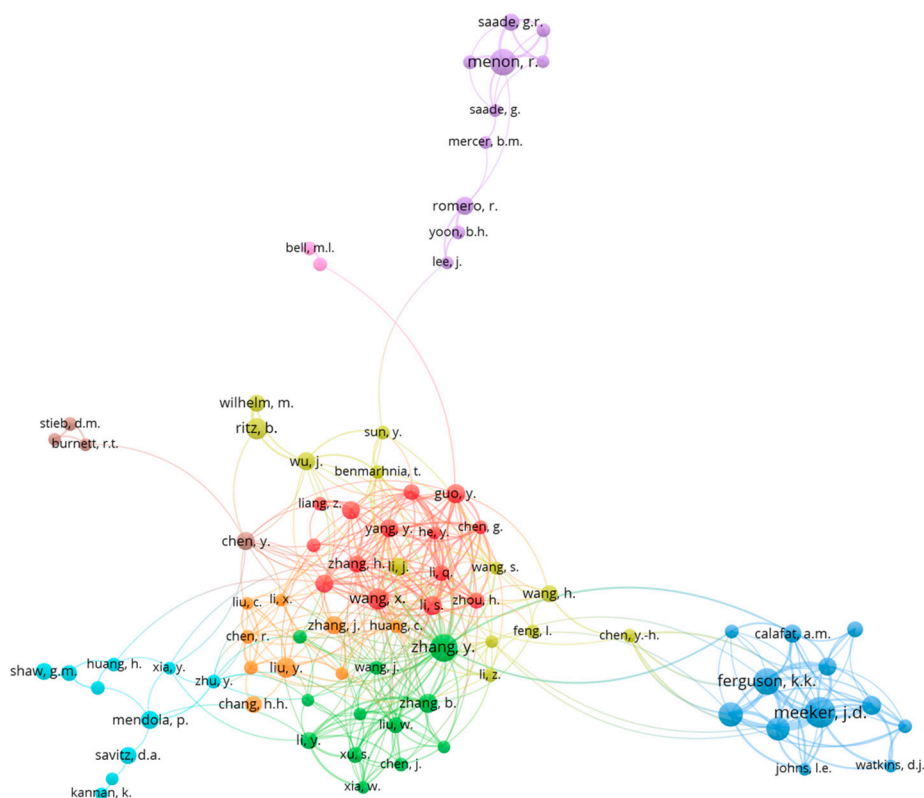 saade, g.r.
menon, r.
saade, g.
mercer, b.m.
romero, r.
yoon, b.h.
bell, m.l.
lee, j.
wilhelm, m.
stieb, d.m.
ritz, b.
sun, y.
burnett, r.t.
wu, j.
benmarhnia, t.
liang, z.
guo, y.
yang, y.
he, y.
chen, g.
chen, y.
zhang, h.
li, j.
li, q.
wang, s.
liu, c.
li, x.
wang, x.
li, s.
zhou, h.
wang, h.
chen, r.
zhang, j.
huang, c.
feng, l.
chen, y.-h.
calafat, a.m.
zhang, y.
shaw, g.m.
huang, h.
xia, y.
zhu, y.
liu, y.
wang, j.
li, z.
ferguson, k.k.
chang, h.h.
zhang, b.
mendola, p.
liu, w.
meeker, j.d.
li, y.
savitz, d.a.
xu, s.
chen, j.
johns, l.e.
watkins, d.j.
kannan, k.
xia, w.